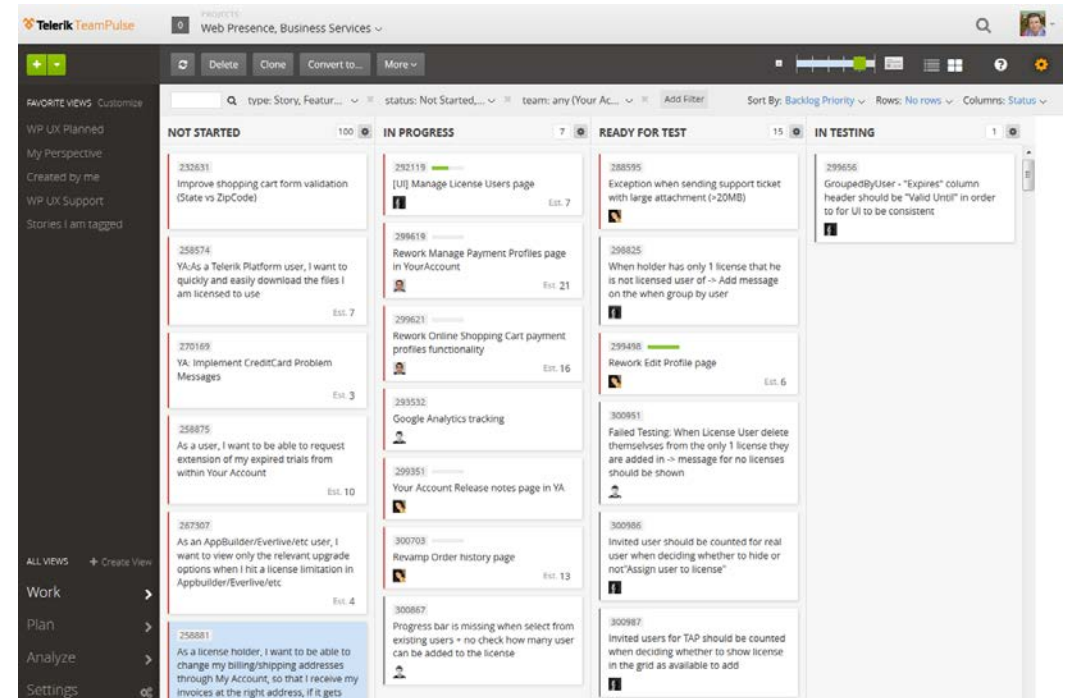 Telerik TeamPulse
0
PROJECTS:
Web Presence, Business Services
Delete Clone Convert to... More
FAVORITE VIEWS Customize
WP UX Planned
My Perspective
Created by me
WP UX Support
Stories I am tagged
ALL VIEWS + Create View
Work
Plan
Analyze
Settings
type: Story, Featur... status: Not Started,... team: any (Your Ac... Add Filter
Sort By: Backlog Priority Rows: No rows Columns: Status
NOT STARTED 100
232631
Improve shopping cart form validation
(State vs ZipCode)
258574
YA:As a Telerik Platform user, I want to
quickly and easily download the files I
am licensed to use
Est. 7
270169
YA: Implement CreditCard Problem
Messages
Est. 3
258875
As a user, I want to be able to request
extension of my expired trials from
within Your Account
Est. 10
267307
As an AppBuilder/Everlive/etc user, I
want to view only the relevant upgrade
options when I hit a license limitation in
Appbuilder/Everlive/etc
Est. 4
258881
As a license holder, I want to be able to
change my billing/shipping addresses
through My Account, so that I receive my
invoices at the right address, if it gets
IN PROGRESS 7
292119
[UI] Manage License Users page
Est. 7
299619
Rework Manage Payment Profiles page
in YourAccount
Est. 21
299621
Rework Online Shopping Cart payment
profiles functionality
Est. 16
293532
Google Analytics tracking
299351
Your Account Release notes page in YA
300703
Revamp Order history page
Est. 13
300867
Progress bar is missing when select from
existing users + no check how many user
can be added to the license
READY FOR TEST 15
288595
Exception when sending support ticket
with large attachment (>20MB)
298825
When holder has only 1 license that he
is not licensed user of -> Add message
on the when group by user
299498
Rework Edit Profile page
Est. 6
300951
Failed Testing: When License User delete
themselvses from the only 1 license they
are added in -> message for no licenses
should be shown
300986
Invited user should be counted for real
user when deciding whether to hide or
not"Assign user to license"
300987
Invited users for TAP should be counted
when deciding whether to show license
in the grid as available to add
IN TESTING 1
299656
GroupedByUser - "Expires" column
header should be "Valid Until" in order
to for UI to be consistent